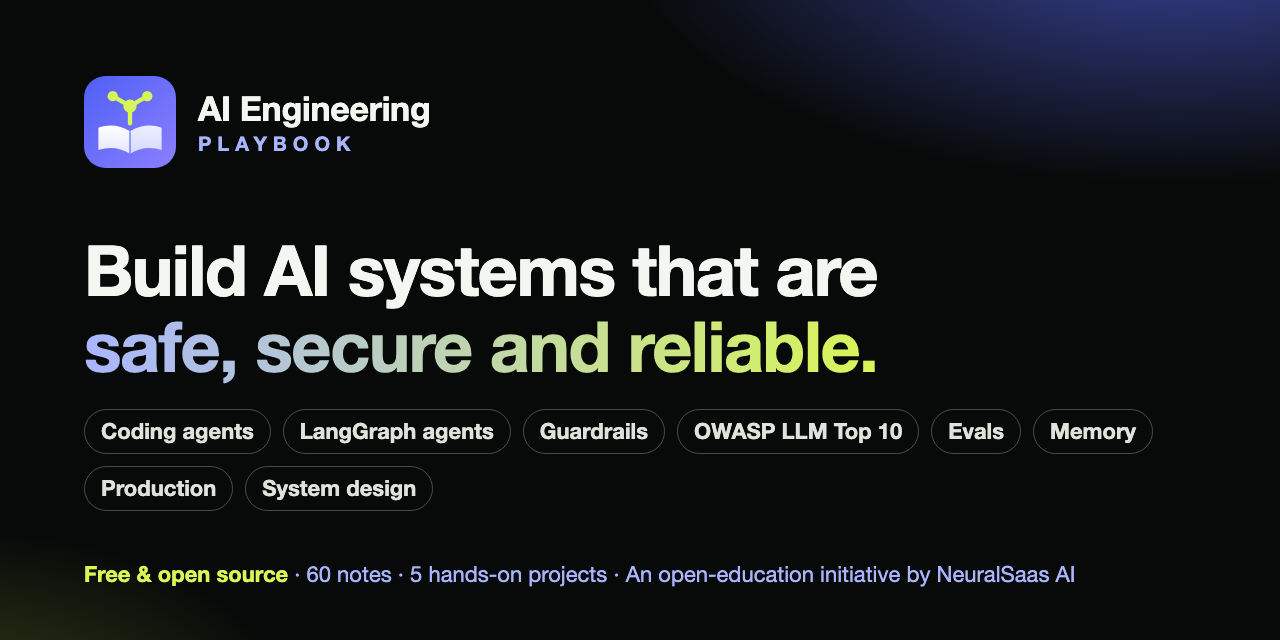 AI Engineering
PLAYBOOK
Build AI systems that are
safe, secure and reliable.
Coding agents LangGraph agents Guardrails OWASP LLM Top 10 Evals Memory
Production System design
Free & open source · 60 notes · 5 hands-on projects · An open-education initiative by NeuralSaas AI